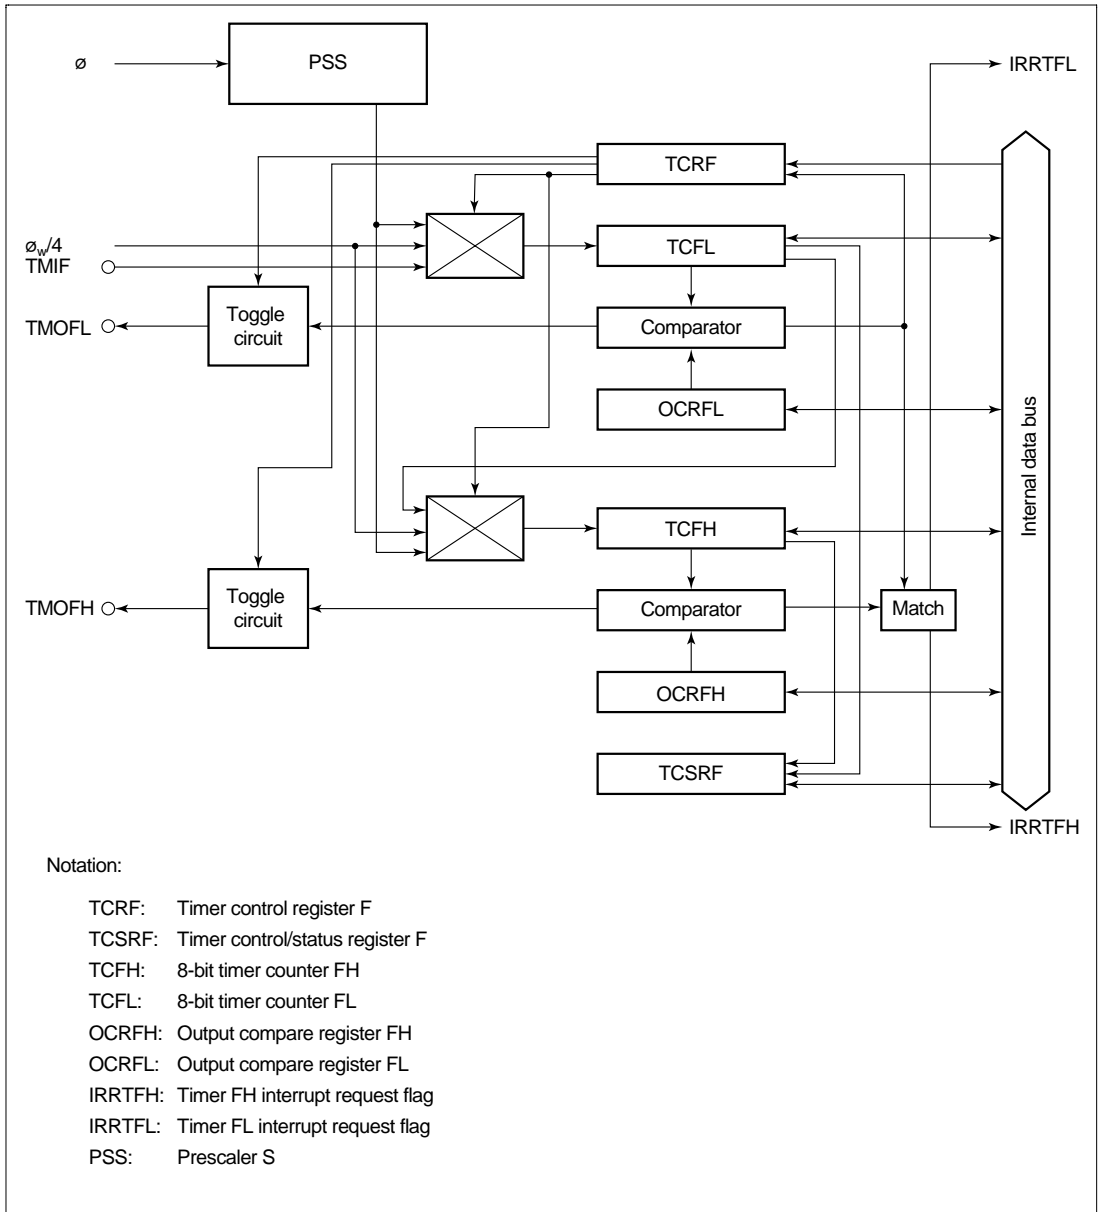 ø
PSS
IRRTFL
TCRF
øw/4
TMIF
TCFL
TMOFL
Toggle
circuit
Comparator
OCRFL
Internal data bus
TCFH
TMOFH
Toggle
circuit
Comparator
Match
OCRFH
TCSRF
IRRTFH
Notation:
TCRF: Timer control register F
TCSRF: Timer control/status register F
TCFH: 8-bit timer counter FH
TCFL: 8-bit timer counter FL
OCRFH: Output compare register FH
OCRFL: Output compare register FL
IRRTFH: Timer FH interrupt request flag
IRRTFL: Timer FL interrupt request flag
PSS: Prescaler S